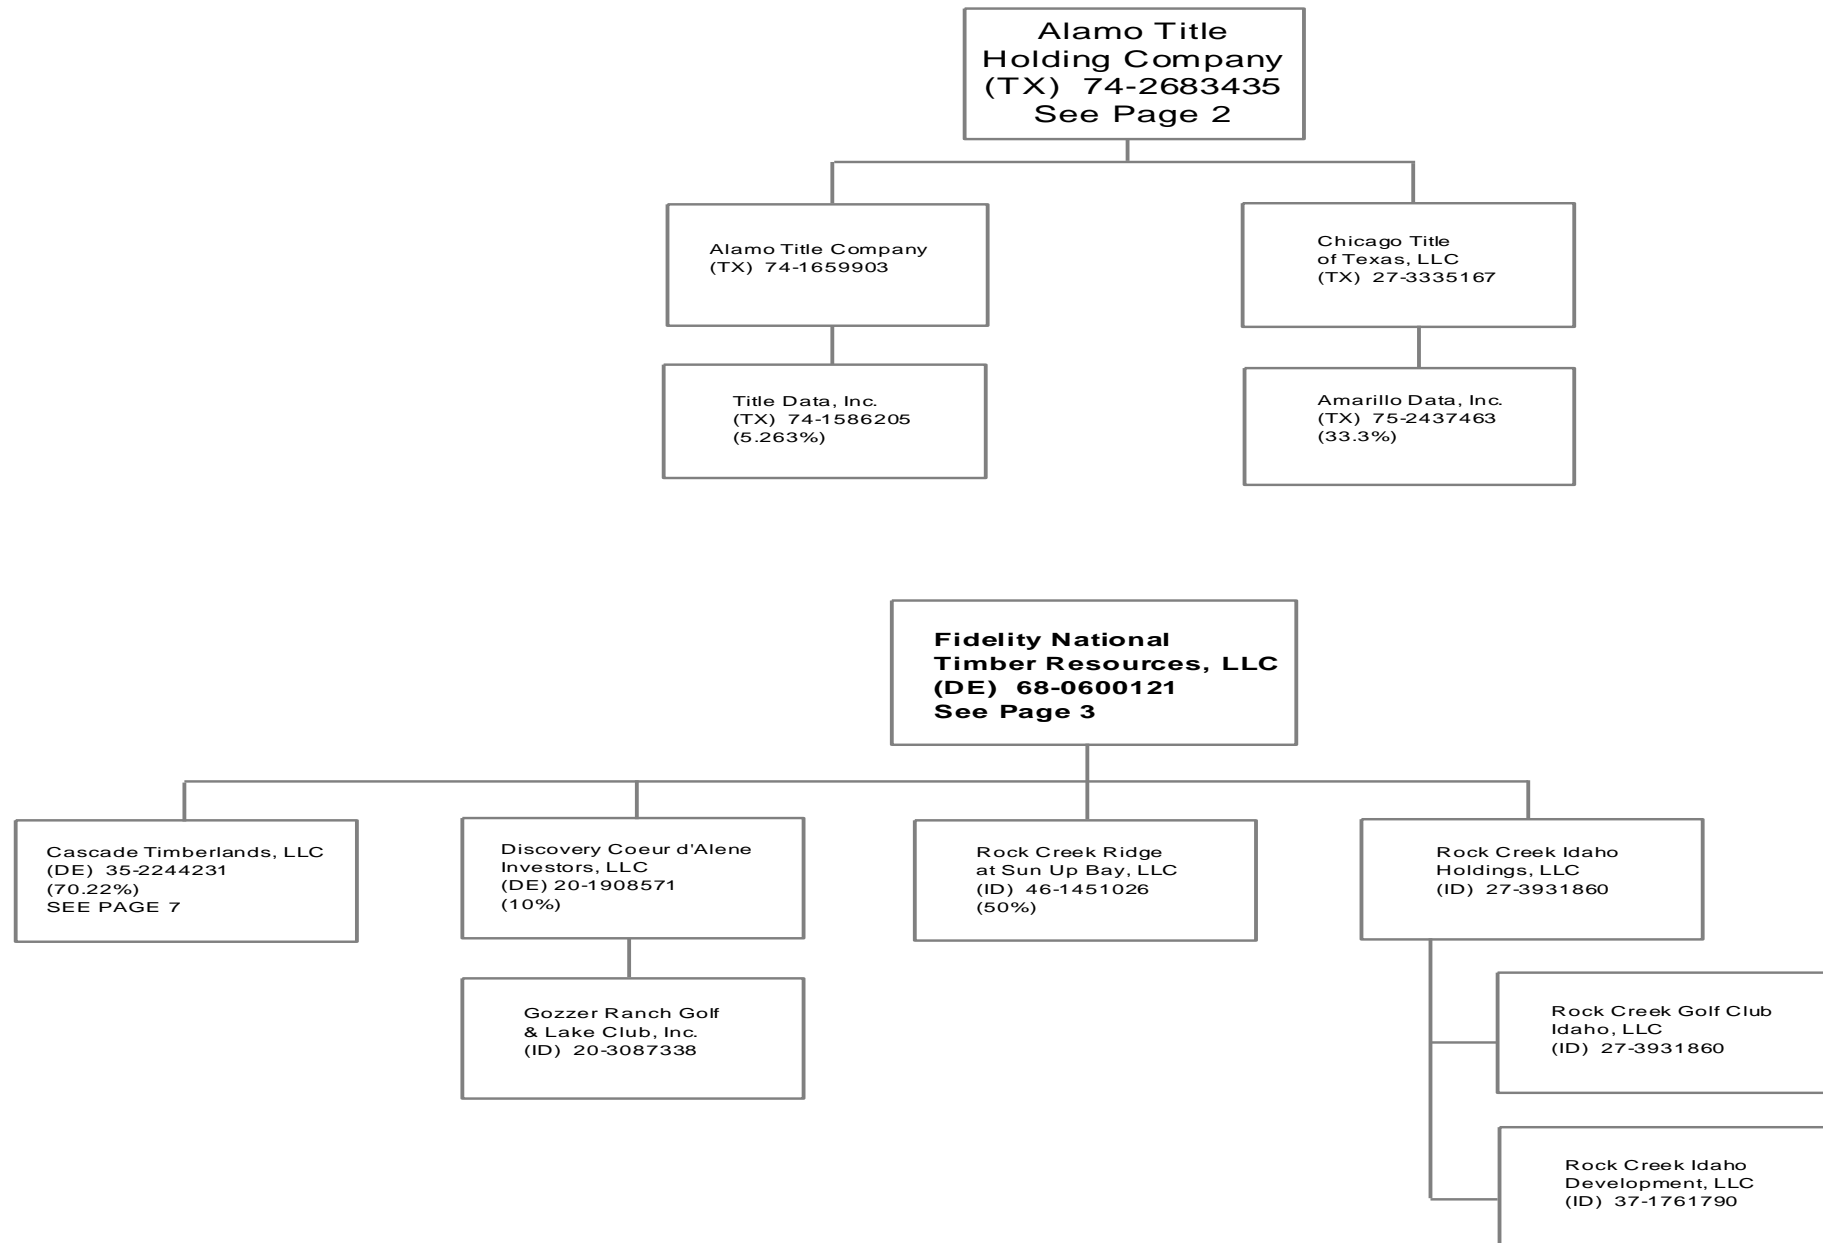 Alamo Title
Holding Company
(TX) 74-2683435
See Page 2
Alamo Title Company
(TX) 74-1659903
Chicago Title
of Texas, LLC
(TX) 27-3335167
Title Data, Inc.
(TX) 74-1586205
(5.263%)
Amarillo Data, Inc.
(TX) 75-2437463
(33.3%)
Fidelity National
Timber Resources, LLC
(DE) 68-0600121
See Page 3
Cascade Timberlands, LLC
(DE) 35-2244231
(70.22%)
SEE PAGE 7
Discovery Coeur d'Alene
Investors, LLC
(DE) 20-1908571
(10%)
Rock Creek Ridge
at Sun Up Bay, LLC
(ID) 46-1451026
(50%)
Rock Creek Idaho
Holdings, LLC
(ID) 27-3931860
Gozzer Ranch Golf
& Lake Club, Inc.
(ID) 20-3087338
Rock Creek Golf Club
Idaho, LLC
(ID) 27-3931860
Rock Creek Idaho
Development, LLC
(ID) 37-1761790